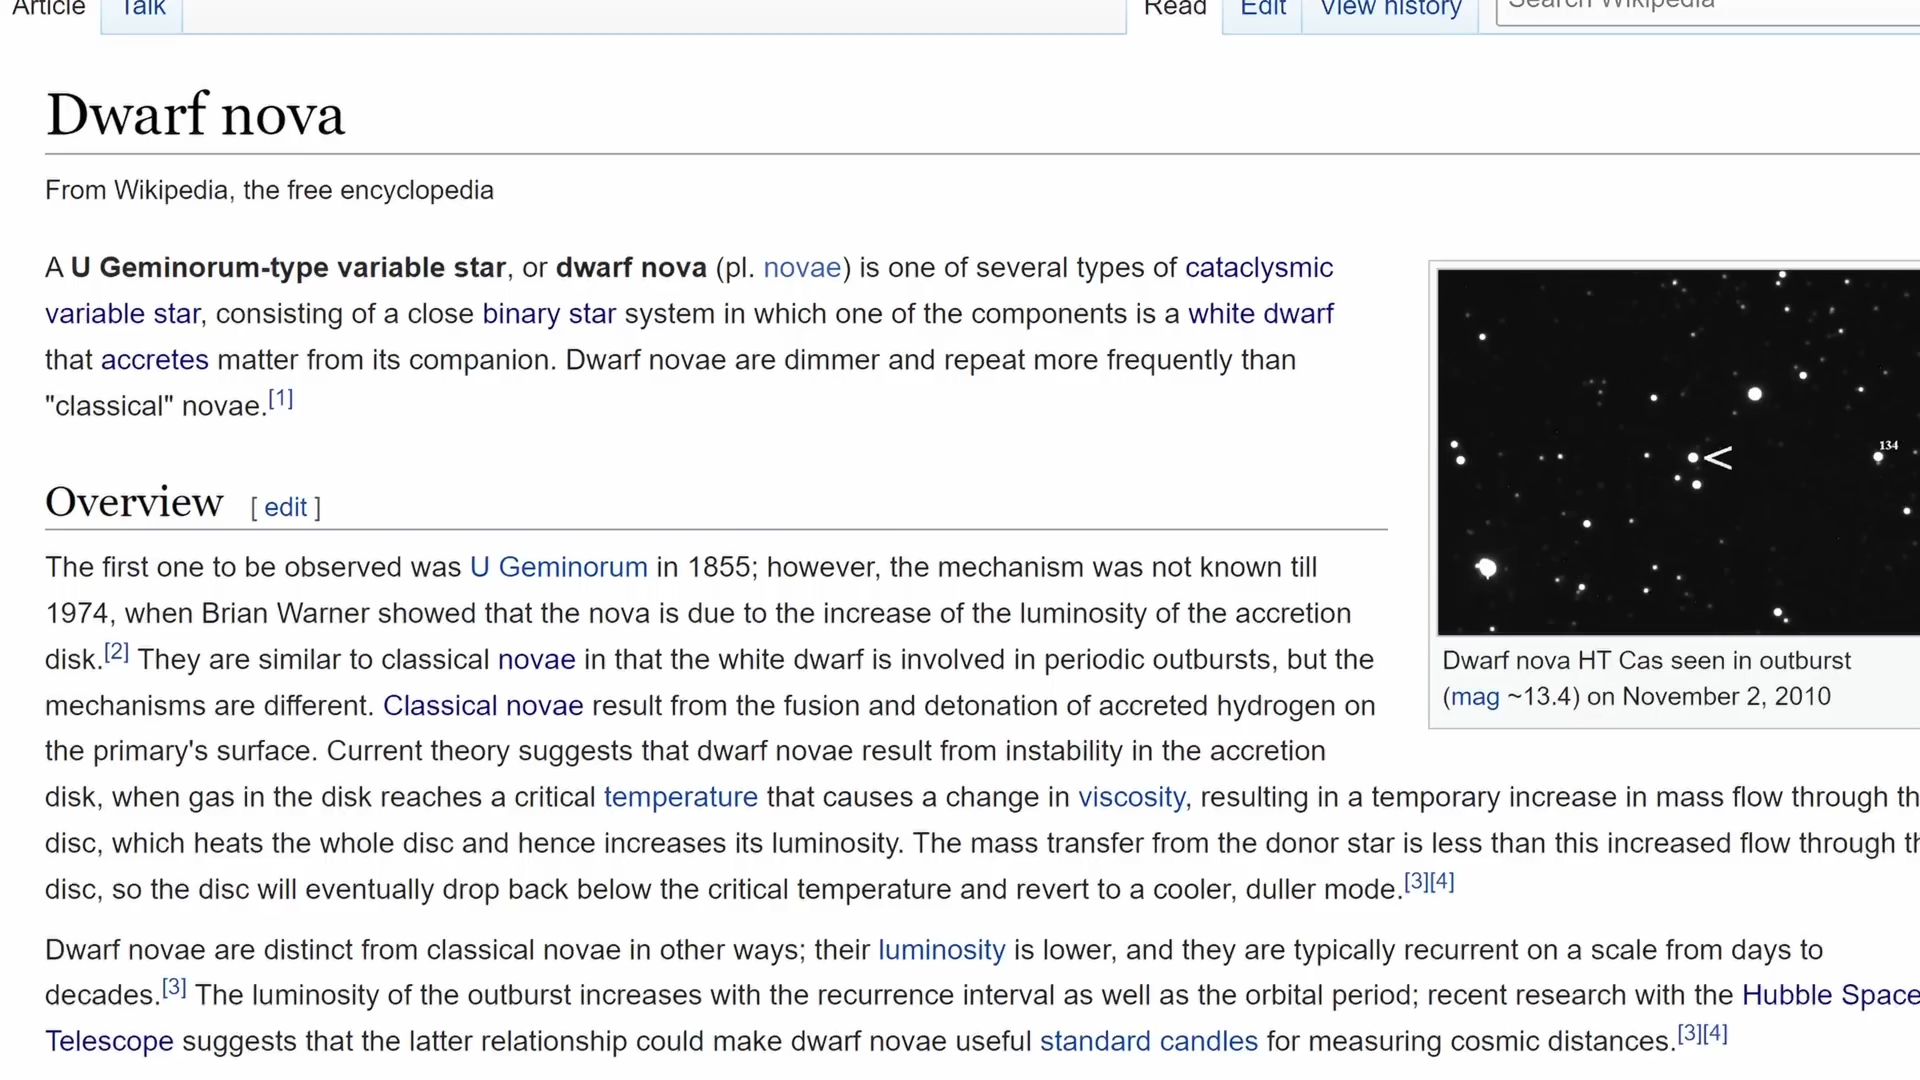 Article Talk Read Edit View history Search Wikipedia
Dwarf nova
From Wikipedia, the free encyclopedia
A U Geminorum-type variable star, or dwarf nova (pl. novae) is one of several types of cataclysmic
variable star, consisting of a close binary star system in which one of the components is a white dwarf
that accretes matter from its companion. Dwarf novae are dimmer and repeat more frequently than
"classical" novae.[1]
134
<
Dwarf nova HT Cas seen in outburst
(mag ~13.4) on November 2, 2010
Overview [ edit ]
The first one to be observed was U Geminorum in 1855; however, the mechanism was not known till
1974, when Brian Warner showed that the nova is due to the increase of the luminosity of the accretion
disk.[2] They are similar to classical novae in that the white dwarf is involved in periodic outbursts, but the
mechanisms are different. Classical novae result from the fusion and detonation of accreted hydrogen on
the primary's surface. Current theory suggests that dwarf novae result from instability in the accretion
disk, when gas in the disk reaches a critical temperature that causes a change in viscosity, resulting in a temporary increase in mass flow through th
disc, which heats the whole disc and hence increases its luminosity. The mass transfer from the donor star is less than this increased flow through th
disc, so the disc will eventually drop back below the critical temperature and revert to a cooler, duller mode.[3][4]
Dwarf novae are distinct from classical novae in other ways; their luminosity is lower, and they are typically recurrent on a scale from days to
decades.[3] The luminosity of the outburst increases with the recurrence interval as well as the orbital period; recent research with the Hubble Space
Telescope suggests that the latter relationship could make dwarf novae useful standard candles for measuring cosmic distances.[3][4]